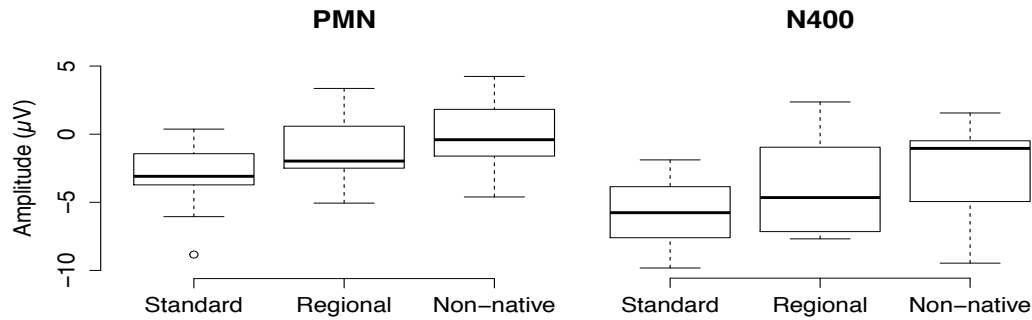 PMN
N400
Amplitude (µV)
5
0
−5
−10
Standard
Regional
Non−native
Standard
Regional
Non−native